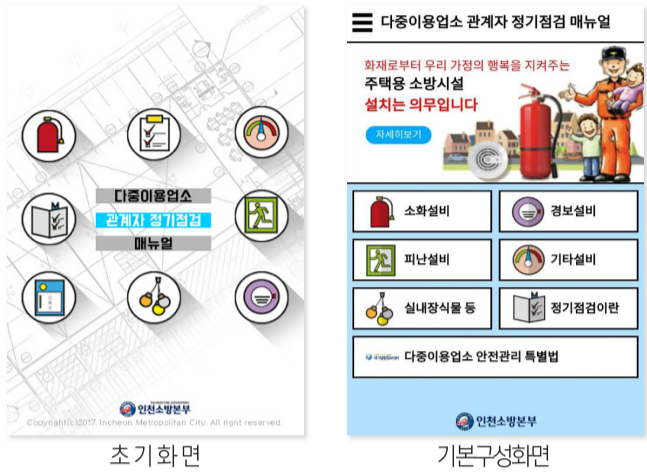 다중이용업소
관계자 정기점검
매뉴얼
인천소방본부
Copyright(c)2017. Incheon Metropolitan City. All right reserved.
초기화면
다중이용업소 관계자 정기점검 매뉴얼
화재로부터 우리 가정의 행복을 지켜주는
주택용 소방시설
설치는 의무입니다
자세히보기
소화설비
경보설비
피난설비
기타설비
실내장식물 등
정기점검이란
다중이용업소 안전관리 특별법
인천소방본부
기본구성화면